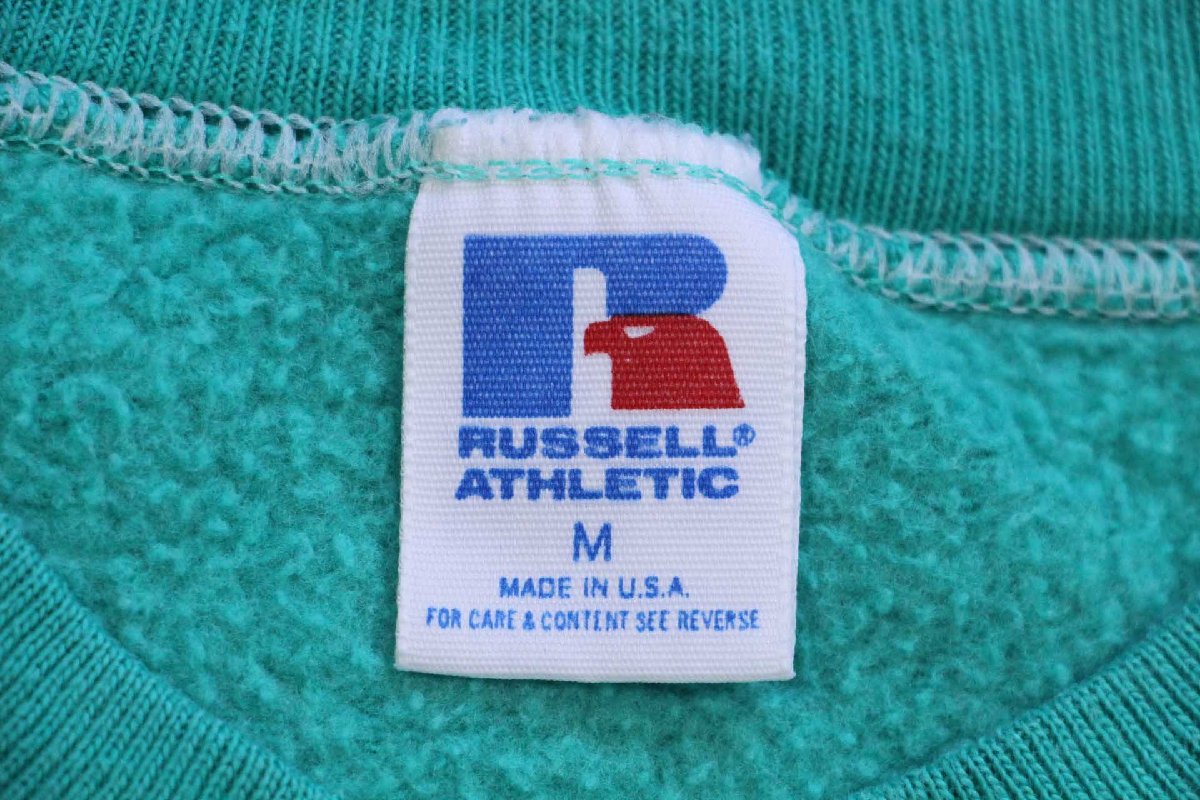 RUSSELL®
ATHLETIC
M
MADE IN U.S.A.
FOR CARE & CONTENT SEE REVERSE